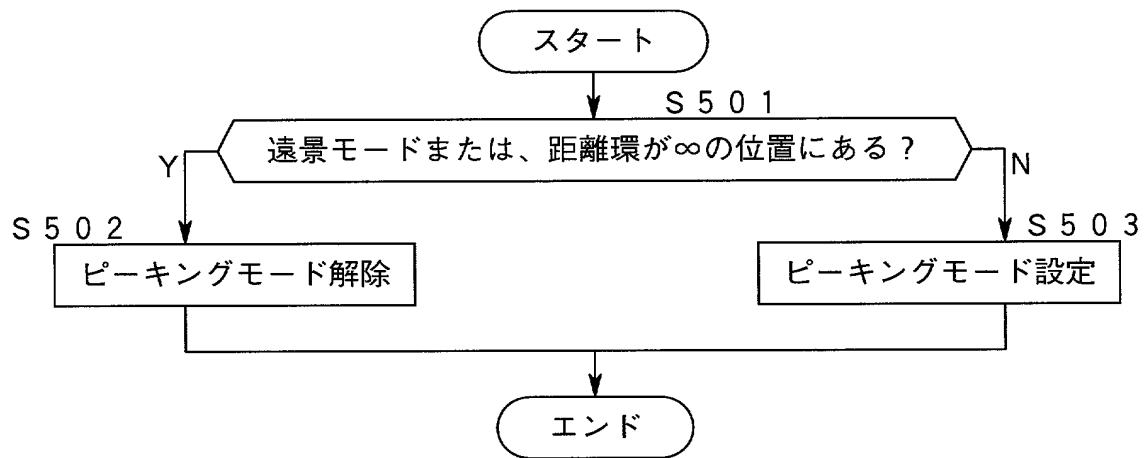 スタート
S501
遠景モードまたは、距離環が∞の位置にある?
Y
N
S502
S503
ピーキングモード解除
ピーキングモード設定
エンド